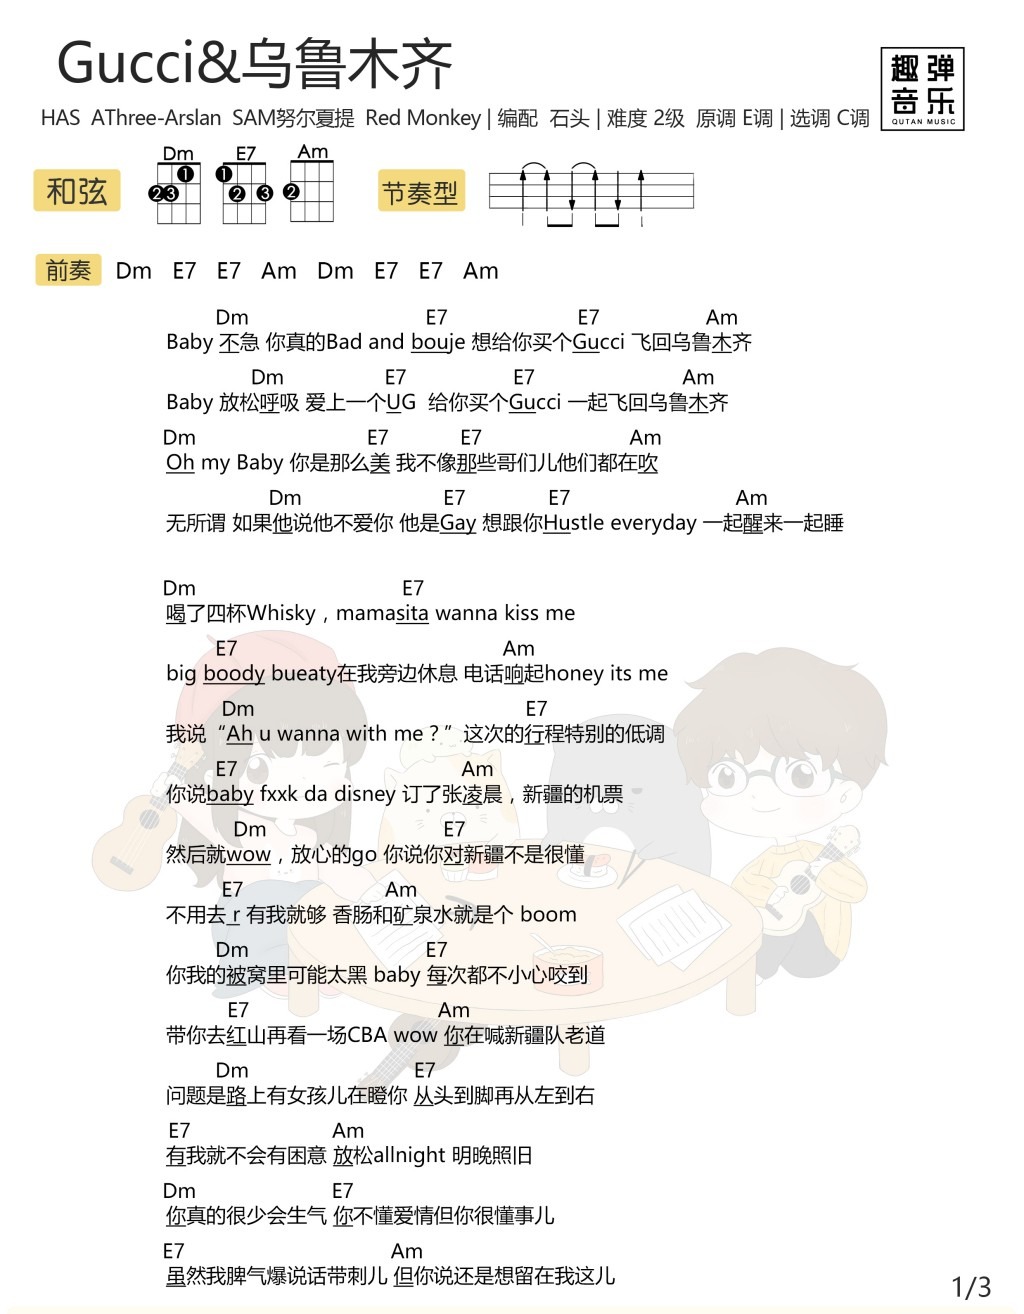 Gucci&乌鲁木齐
趣弹
音乐
QUTAN MUSIC
HAS AThree-Arslan SAM努尔夏提 Red Monkey | 编配 石头 | 难度 2级 原调 E调 | 选调 C调
和弦 Dm E7 Am 节奏型
1 1
2 3 2 3 2
前奏 Dm E7 E7 Am Dm E7 E7 Am
Dm E7 E7 Am
Baby 不急 你真的Bad and bouje 想给你买个Gucci 飞回乌鲁木齐
Dm E7 E7 Am
Baby 放松呼吸 爱上一个UG 给你买个Gucci 一起飞回乌鲁木齐
Dm E7 E7 Am
Oh my Baby 你是那么美 我不像那些哥们儿他们都在吹
Dm E7 E7 Am
无所谓 如果他说他不爱你 他是Gay 想跟你Hustle everyday 一起醒来一起睡
Dm E7
喝了四杯Whisky，mamasita wanna kiss me
E7 Am
big boody bueaty在我旁边休息 电话响起honey its me
Dm E7
我说“Ah u wanna with me？”这次的行程特别的低调
E7 Am
你说baby fxxk da disney 订了张凌晨，新疆的机票
Dm E7
然后就wow，放心的go 你说你对新疆不是很懂
E7 Am
不用去 r 有我就够 香肠和矿泉水就是个 boom
Dm E7
你我的被窝里可能太黑 baby 每次都不小心咬到
E7 Am
带你去红山再看一场CBA wow 你在喊新疆队老道
Dm E7
问题是路上有女孩儿在瞪你 从头到脚再从左到右
E7 Am
有我就不会有困意 放松allnight 明晚照旧
Dm E7
你真的很少会生气 你不懂爱情但你很懂事儿
E7 Am
虽然我脾气爆说话带刺儿 但你说还是想留在我这儿
1/3